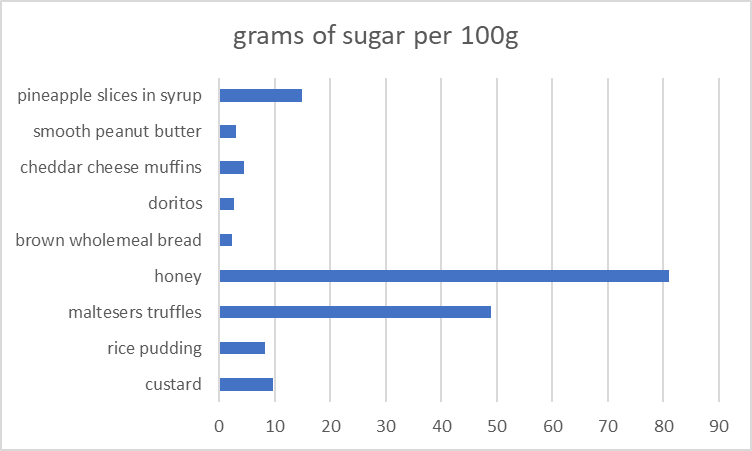 grams of sugar per 100g
pineapple slices in syrup
smooth peanut butter
cheddar cheese muffins
doritos
brown wholemeal bread
honey
maltesers truffles
rice pudding
custard
0 10 20 30 40 50 60 70 80 90